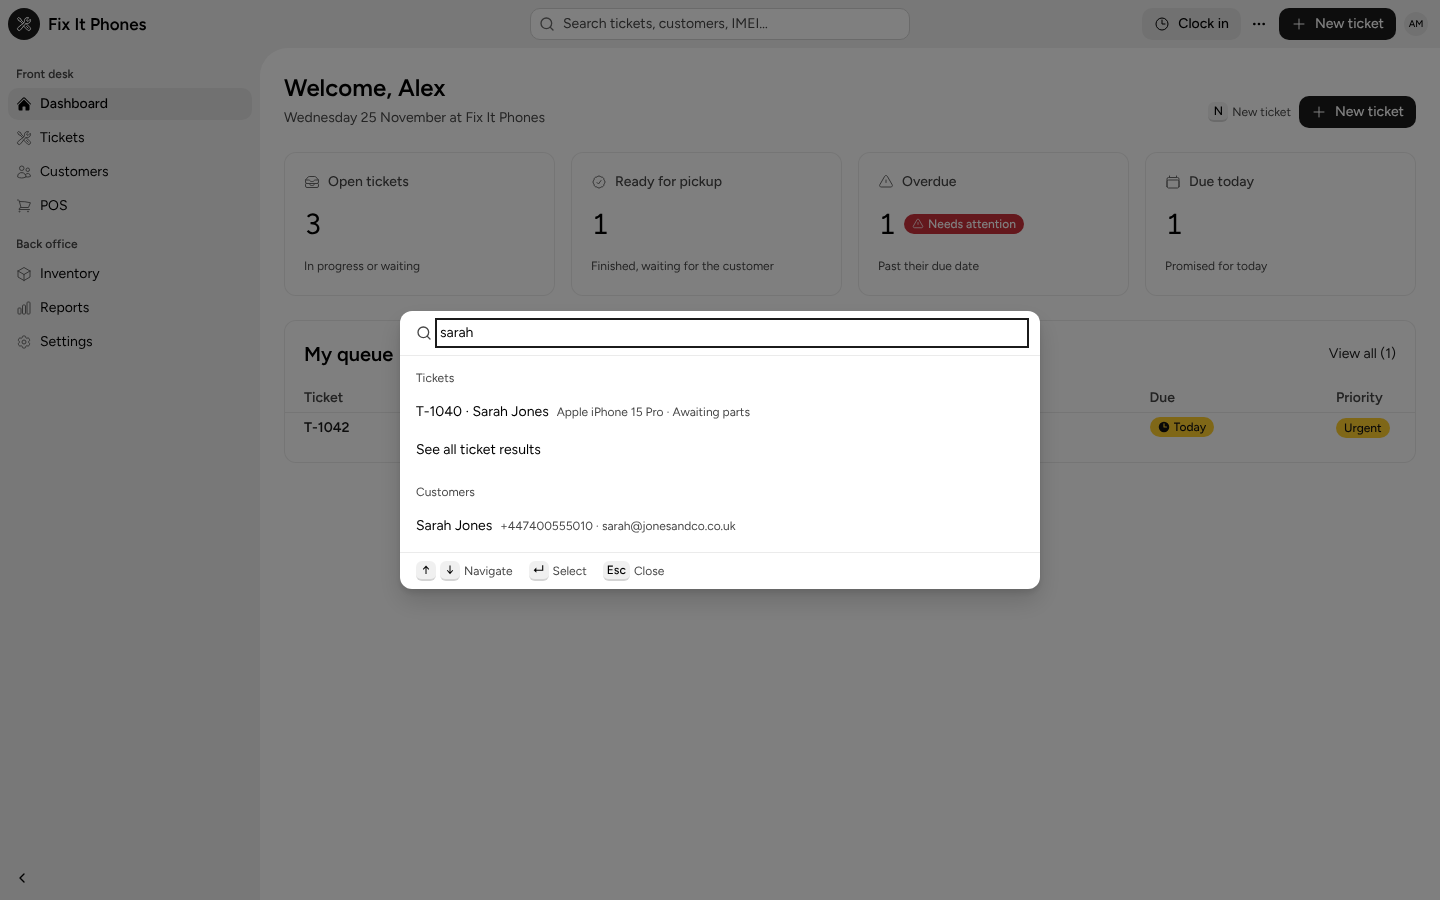 Fix It Phones
Search tickets, customers, IMEI...
Clock in
New ticket
AM
Front desk
Dashboard
Tickets
Customers
POS
Back office
Inventory
Reports
Settings
Welcome, Alex
Wednesday 25 November at Fix It Phones
N New ticket
New ticket
Open tickets
3
In progress or waiting
Ready for pickup
1
Finished, waiting for the customer
Overdue
1 Needs attention
Past their due date
Due today
1
Promised for today
My queue
View all (1)
Ticket Due Priority
T-1042 Today Urgent
sarah
Tickets
T-1040 · Sarah Jones Apple iPhone 15 Pro · Awaiting parts
See all ticket results
Customers
Sarah Jones +447400555010 · sarah@jonesandco.co.uk
↑ ↓ Navigate ↵ Select Esc Close